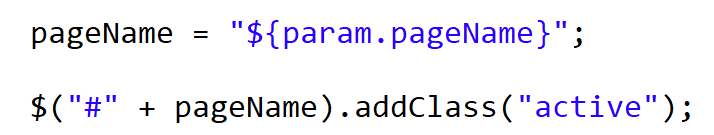 pageName = "${param.pageName}";
$("#" + pageName).addClass("active");